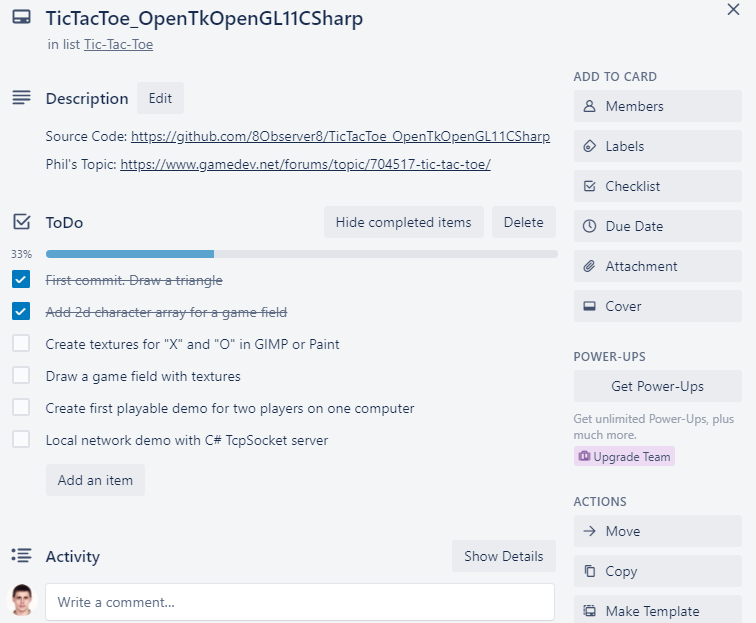 TicTacToe_OpenTkOpenGL11CSharp
in list Tic-Tac-Toe
Description Edit
Source Code: https://github.com/8Observer8/TicTacToe_OpenTkOpenGL11CSharp
Phil's Topic: https://www.gamedev.net/forums/topic/704517-tic-tac-toe/
ToDo Hide completed items Delete
33%
First commit. Draw a triangle
Add 2d character array for a game field
Create textures for "X" and "O" in GIMP or Paint
Draw a game field with textures
Create first playable demo for two players on one computer
Local network demo with C# TcpSocket server
Add an item
Activity Show Details
Write a comment...
ADD TO CARD
Members
Labels
Checklist
Due Date
Attachment
Cover
POWER-UPS
Get Power-Ups
Get unlimited Power-Ups, plus
much more.
Upgrade Team
ACTIONS
Move
Copy
Make Template